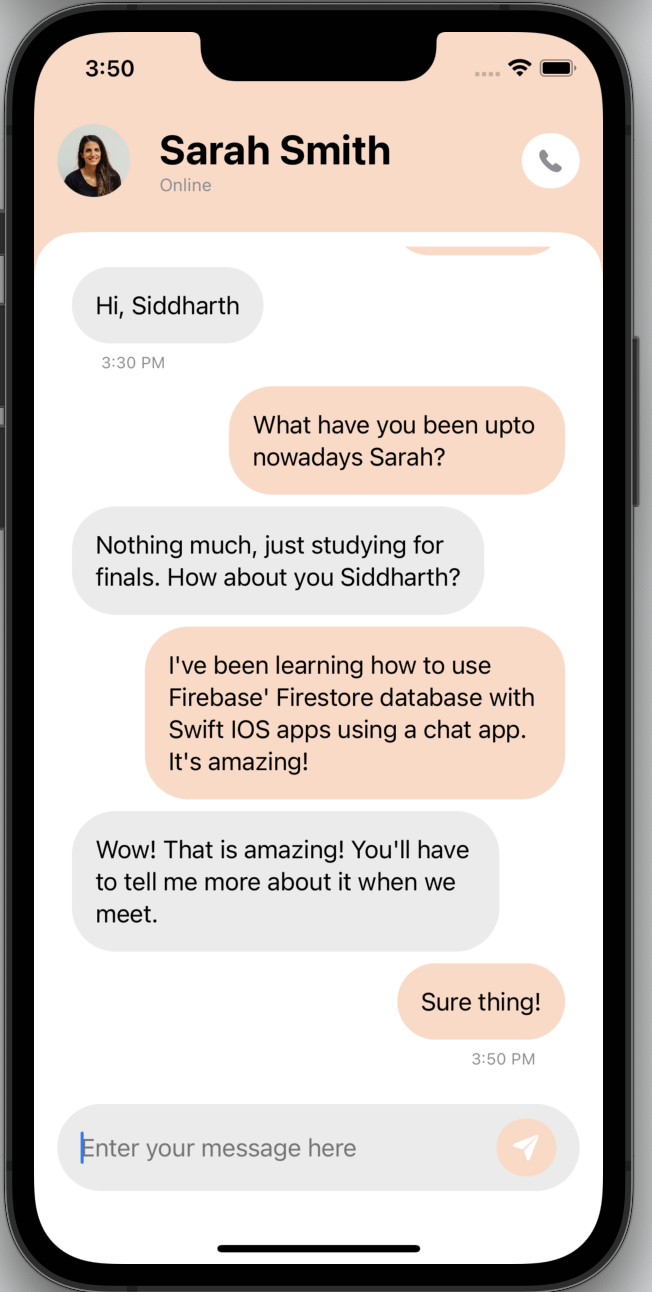 3:50
Sarah Smith
Online
Hi, Siddharth
3:30 PM
What have you been upto
nowadays Sarah?
Nothing much, just studying for
finals. How about you Siddharth?
I've been learning how to use
Firebase' Firestore database with
Swift IOS apps using a chat app.
It's amazing!
Wow! That is amazing! You'll have
to tell me more about it when we
meet.
Sure thing!
3:50 PM
Enter your message here